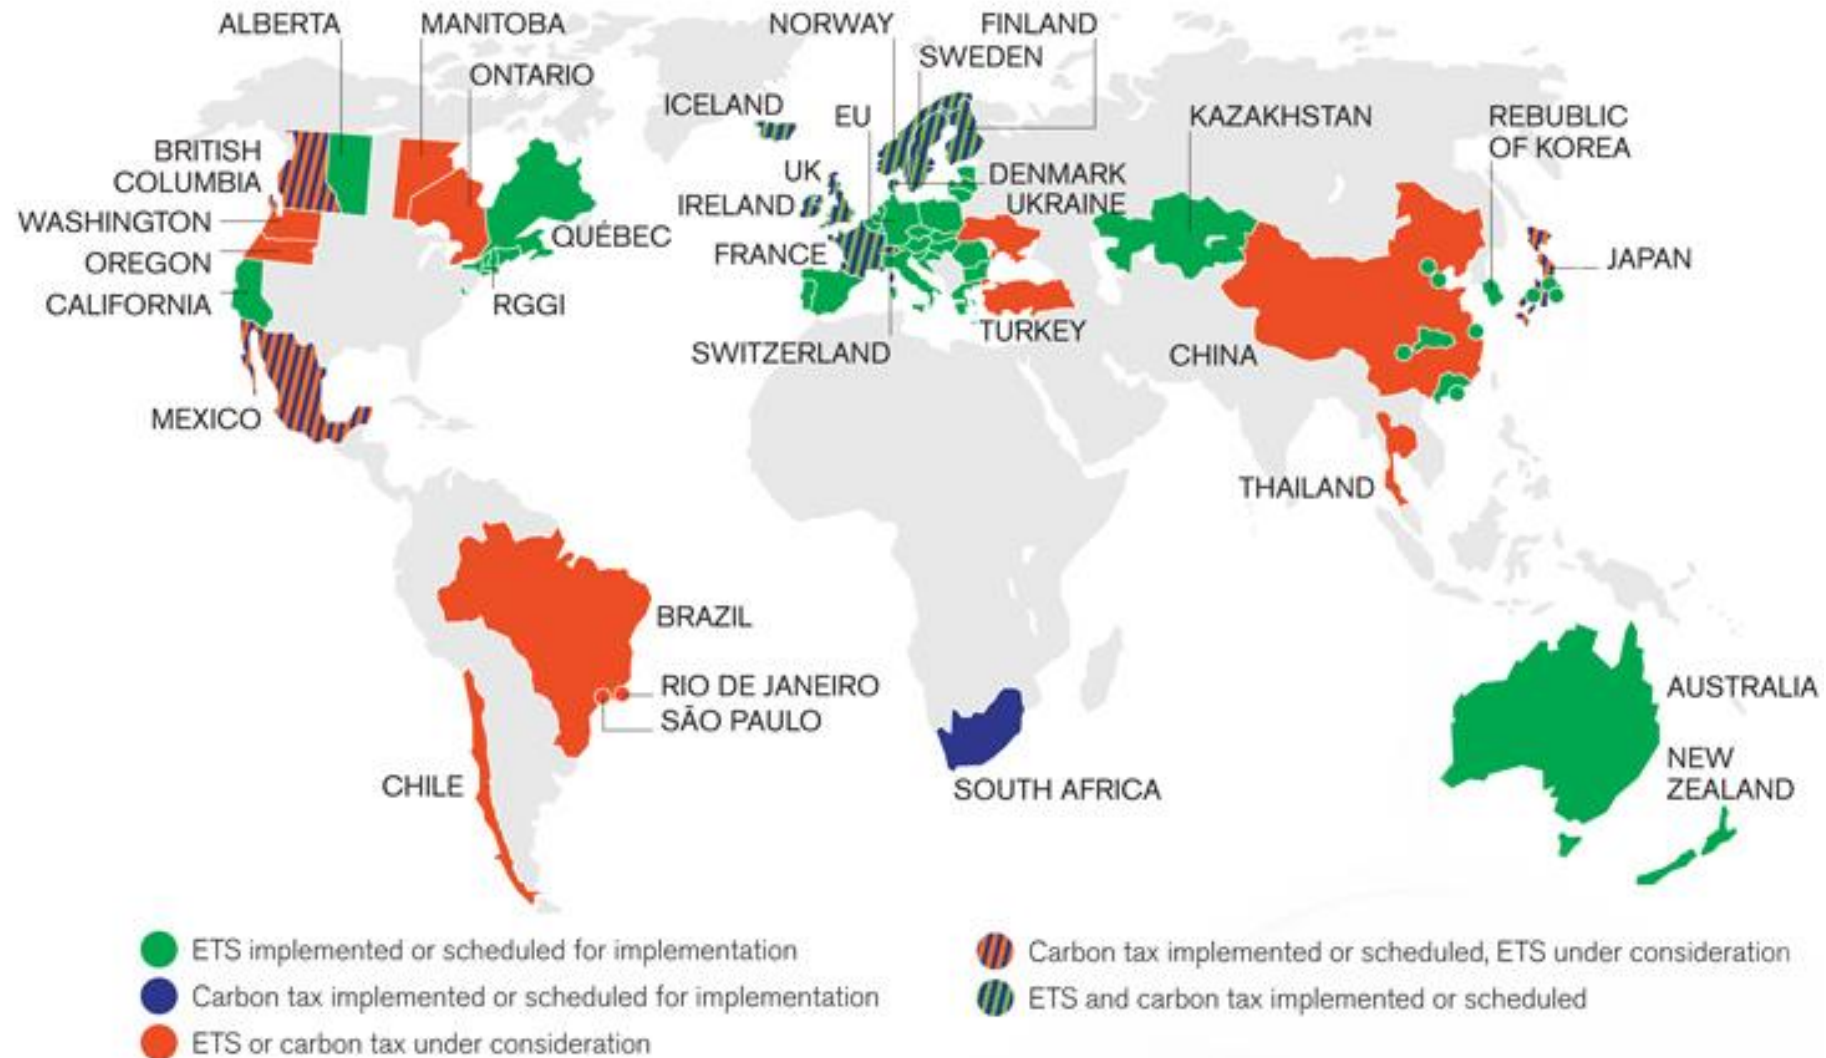 ALBERTA
MANITOBA
ONTARIO
BRITISH
COLUMBIA
WASHINGTON
OREGON
CALIFORNIA
QUÉBEC
RGGI
MEXICO
ICELAND
NORWAY
FINLAND
SWEDEN
EU
UK
IRELAND
FRANCE
DENMARK
UKRAINE
SWITZERLAND
TURKEY
KAZAKHSTAN
REBUBLIC
OF KOREA
JAPAN
CHINA
THAILAND
BRAZIL
RIO DE JANEIRO
SÃO PAULO
CHILE
SOUTH AFRICA
AUSTRALIA
NEW
ZEALAND
ETS implemented or scheduled for implementation
Carbon tax implemented or scheduled for implementation
ETS or carbon tax under consideration
Carbon tax implemented or scheduled, ETS under consideration
ETS and carbon tax implemented or scheduled